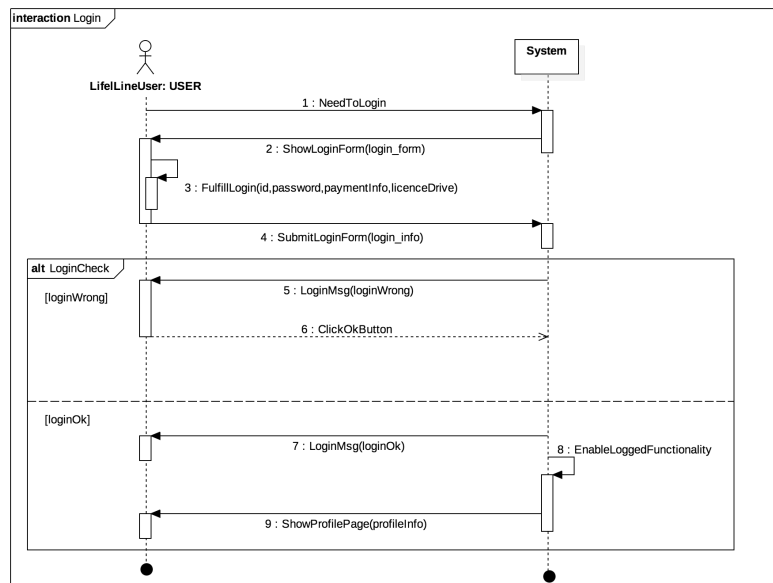 interaction Login
System
LifelLineUser: USER
1 : NeedToLogin
2 : ShowLoginForm(login_form)
3 : FulfillLogin(id,password,paymentInfo,licenceDrive)
4 : SubmitLoginForm(login_info)
alt LoginCheck
[loginWrong]
5 : LoginMsg(loginWrong)
6 : ClickOkButton
[loginOk]
7 : LoginMsg(loginOk)
8 : EnableLoggedFunctionality
9 : ShowProfilePage(profileInfo)